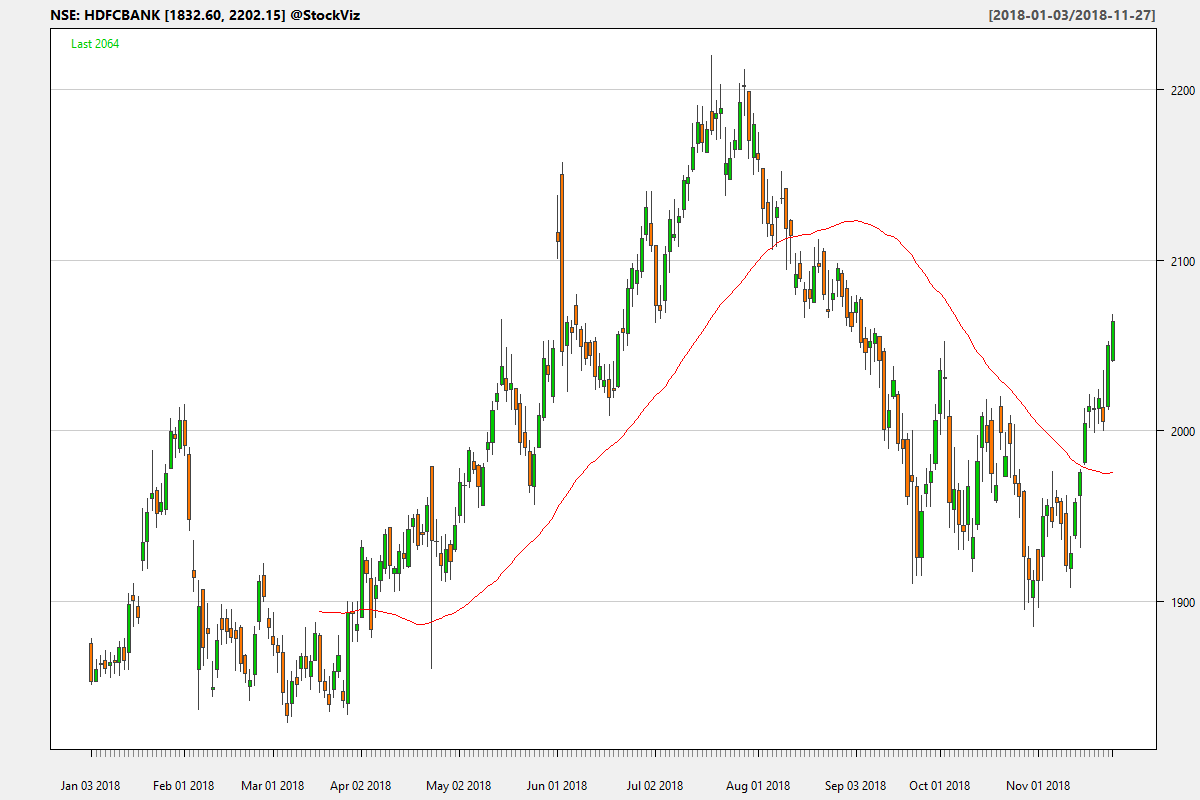 NSE: HDFCBANK [1832.60, 2202.15] @StockViz [2018-01-03/2018-11-27]
Last 2064
2200
2100
2000
1900
Jan 03 2018 Feb 01 2018 Mar 01 2018 Apr 02 2018 May 02 2018 Jun 01 2018 Jul 02 2018 Aug 01 2018 Sep 03 2018 Oct 01 2018 Nov 01 2018